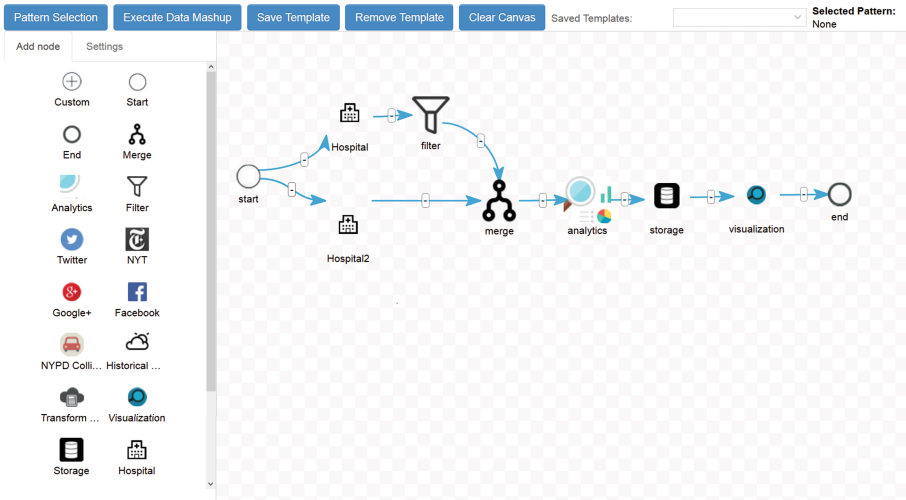 Pattern Selection
Execute Data Mashup
Save Template
Remove Template
Clear Canvas
Saved Templates:
Selected Pattern:
None
Add node
Settings
Custom
Start
End
Merge
Analytics
Filter
Twitter
NYT
Google+
Facebook
NYPD Colli...
Historical ...
Transform ...
Visualization
Storage
Hospital
start
Hospital
filter
Hospital2
merge
analytics
storage
visualization
end